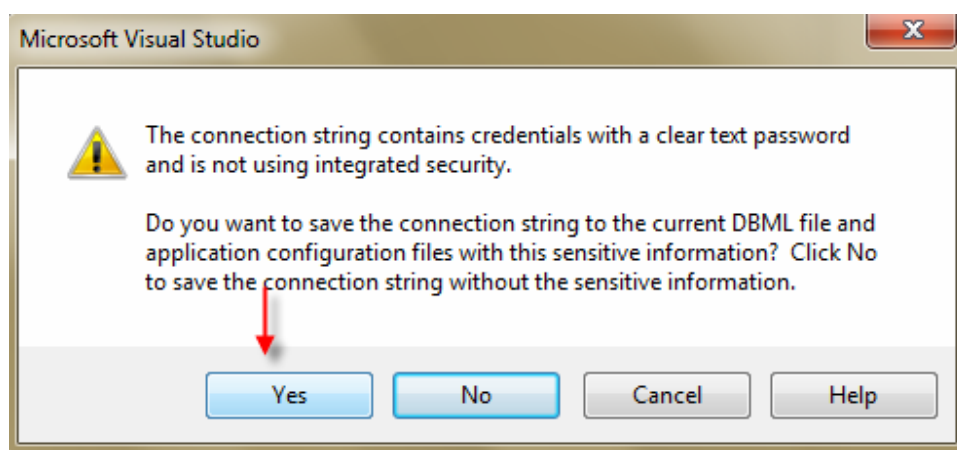 Microsoft Visual Studio
The connection string contains credentials with a clear text password
and is not using integrated security.
Do you want to save the connection string to the current DBML file and
application configuration files with this sensitive information? Click No
to save the connection string without the sensitive information.
Yes No Cancel Help